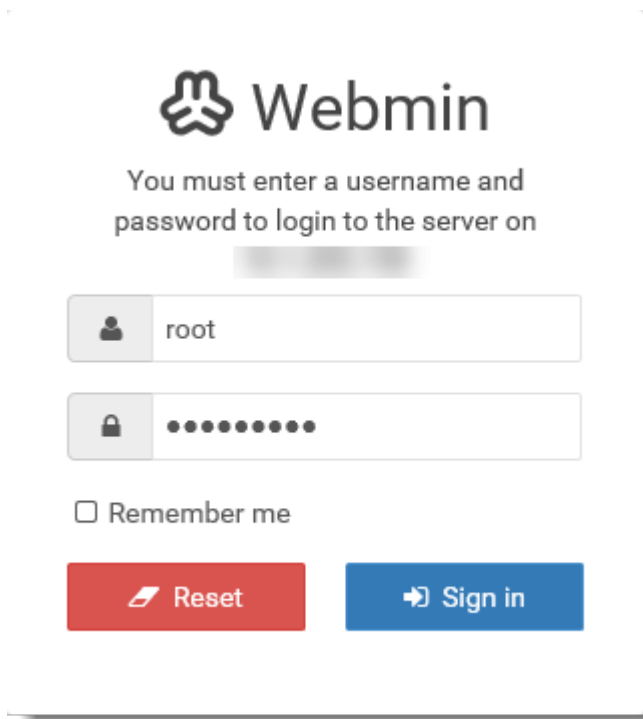 Webmin
You must enter a username and
password to login to the server on
root
•••••••••
Remember me
Reset
Sign in